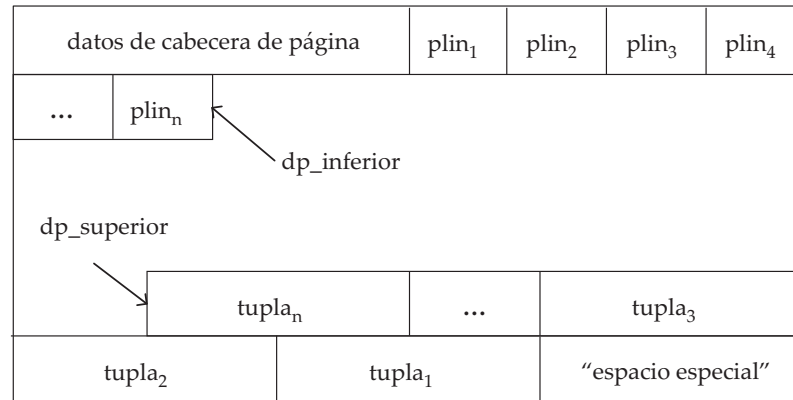 datos de cabecera de página plin₁ plin₂ plin₃ plin₄
... plinₙ
dp_inferior
dp_superior
tuplaₙ ... tupla₃
tupla₂ tupla₁ “espacio especial”